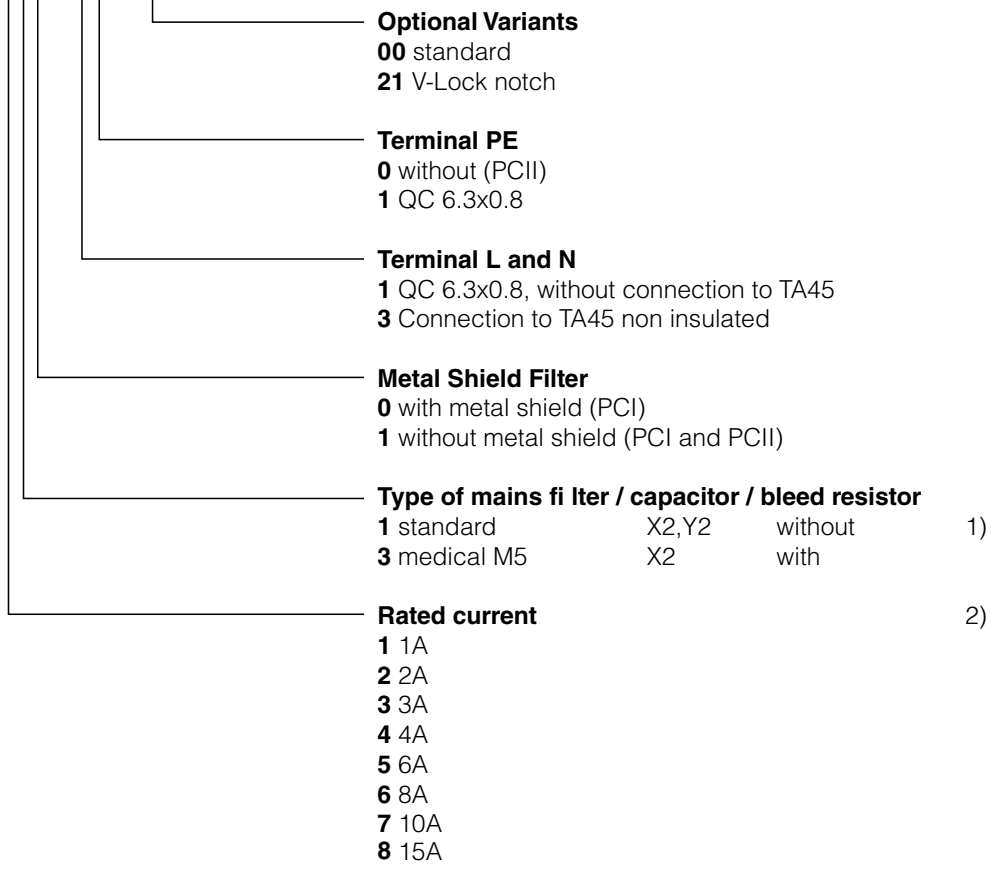 Optional Variants
00 standard
21 V-Lock notch
Terminal PE
0 without (PCII)
1 QC 6.3x0.8
Terminal L and N
1 QC 6.3x0.8, without connection to TA45
3 Connection to TA45 non insulated
Metal Shield Filter
0 with metal shield (PCI)
1 without metal shield (PCI and PCII)
Type of mains fi lter / capacitor / bleed resistor
1 standard X2,Y2 without 1)
3 medical M5 X2 with
Rated current 2)
1 1A
2 2A
3 3A
4 4A
5 6A
6 8A
7 10A
8 15A